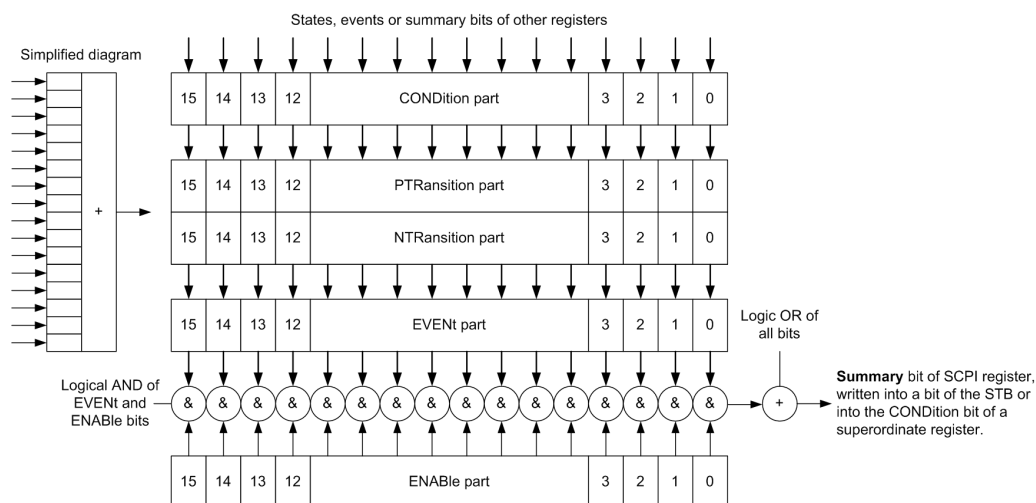 States, events or summary bits of other registers
Simplified diagram
+
15 14 13 12 CONDition part 3 2 1 0
15 14 13 12 PTRansition part 3 2 1 0
15 14 13 12 NTRansition part 3 2 1 0
15 14 13 12 EVENt part 3 2 1 0
Logic OR of
all bits
Logical AND of
EVENt and
ENABle bits
& & & & & & & & & & & & & & & &
+
Summary bit of SCPI register,
written into a bit of the STB or
into the CONDition bit of a
superordinate register.
15 14 13 12 ENABle part 3 2 1 0